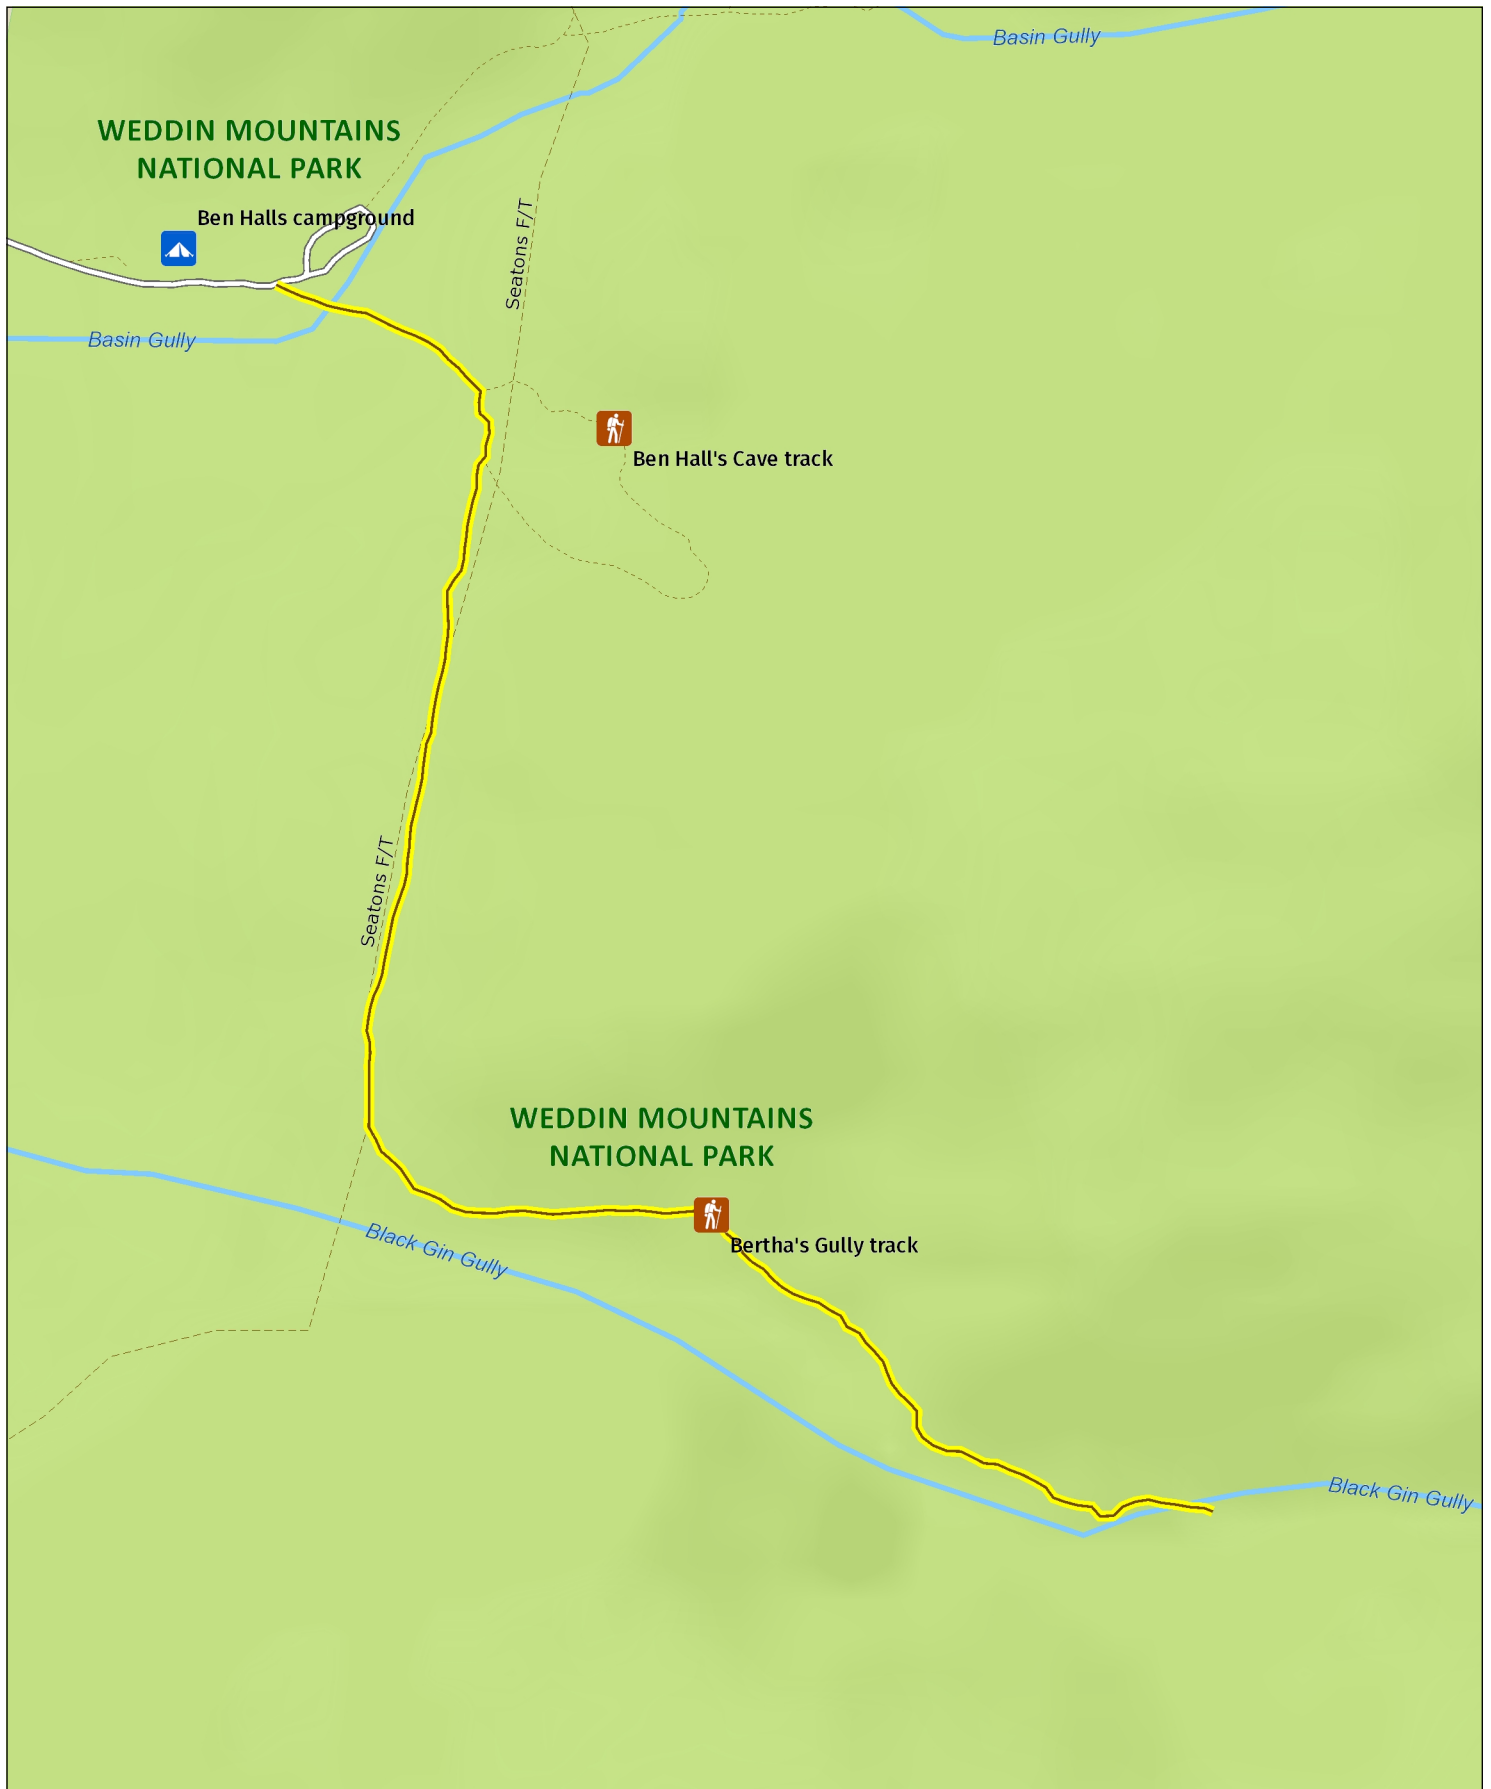 Basin Gully
WEDDIN MOUNTAINS
NATIONAL PARK
Ben Halls campground
Seatons F/T
Basin Gully
Ben Hall's Cave track
Seatons F/T
WEDDIN MOUNTAINS
NATIONAL PARK
Black Gin Gully
Bertha's Gully track
Black Gin Gully